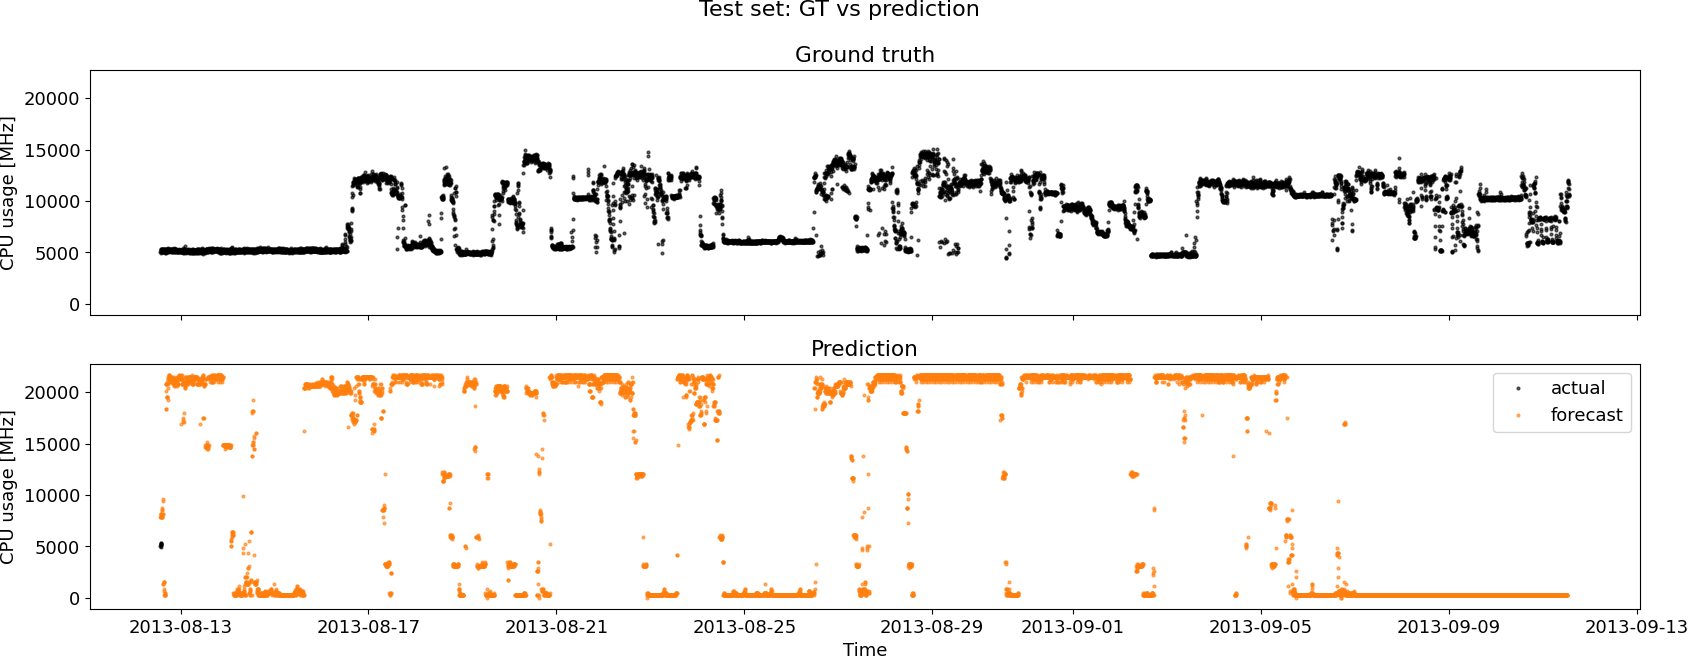 Test set: GT vs prediction
Ground truth
CPU usage [MHz]
20000
15000
10000
5000
0
Prediction
CPU usage [MHz]
20000
15000
10000
5000
0
actual
forecast
2013-08-13 2013-08-17 2013-08-21 2013-08-25 2013-08-29 2013-09-01 2013-09-05 2013-09-09 2013-09-13
Time